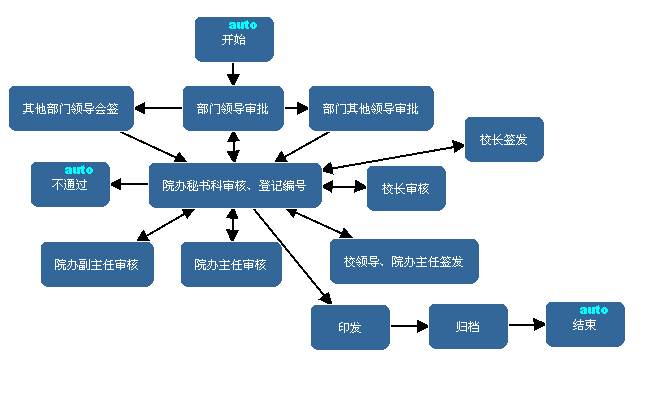 auto
开始
其他部门领导会签
部门领导审批
部门其他领导审批
校长签发
auto
不通过
院办秘书科审核、登记编号
校长审核
院办副主任审核
院办主任审核
校领导、院办主任签发
印发
归档
auto
结束